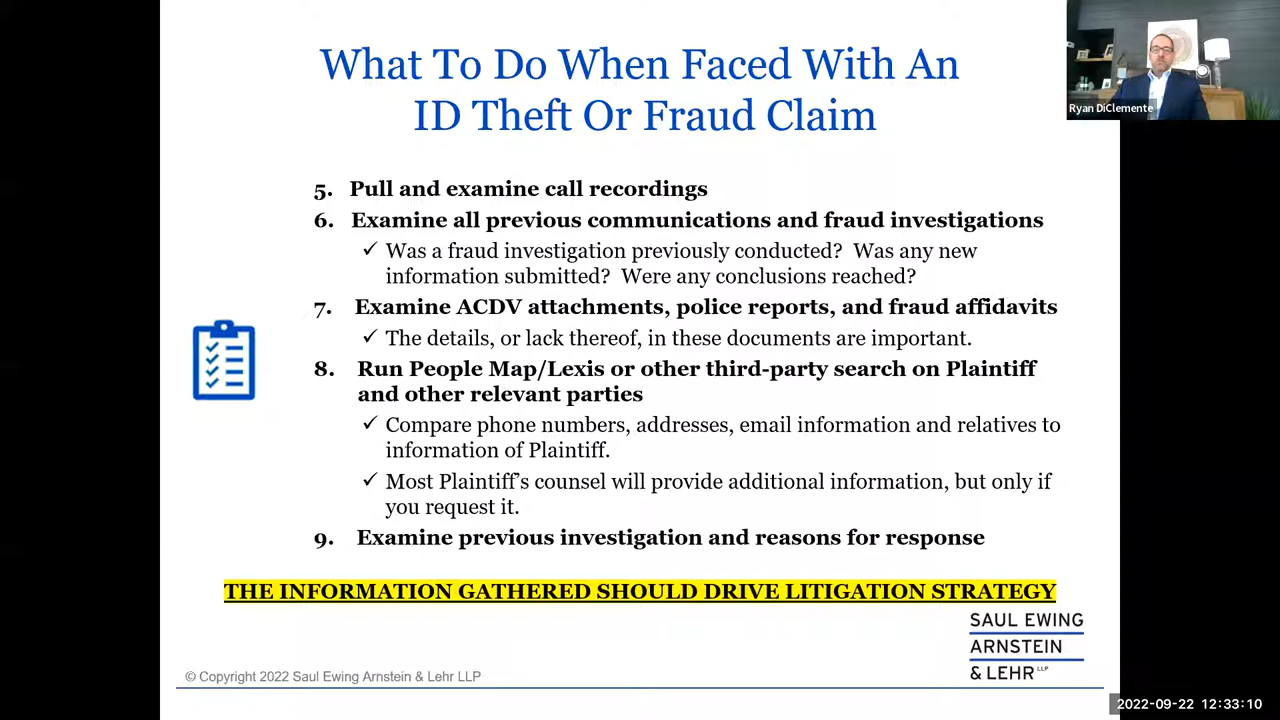 What To Do When Faced With An
ID Theft Or Fraud Claim
Ryan DiClemente
5. Pull and examine call recordings
6. Examine all previous communications and fraud investigations
✓ Was a fraud investigation previously conducted? Was any new
information submitted? Were any conclusions reached?
7. Examine ACDV attachments, police reports, and fraud affidavits
✓ The details, or lack thereof, in these documents are important.
8. Run People Map/Lexis or other third-party search on Plaintiff
and other relevant parties
✓ Compare phone numbers, addresses, email information and relatives to
information of Plaintiff.
✓ Most Plaintiff’s counsel will provide additional information, but only if
you request it.
9. Examine previous investigation and reasons for response
THE INFORMATION GATHERED SHOULD DRIVE LITIGATION STRATEGY
SAUL EWING
ARNSTEIN
& LEHR LLP
© Copyright 2022 Saul Ewing Arnstein & Lehr LLP
2022-09-22 12:33:10